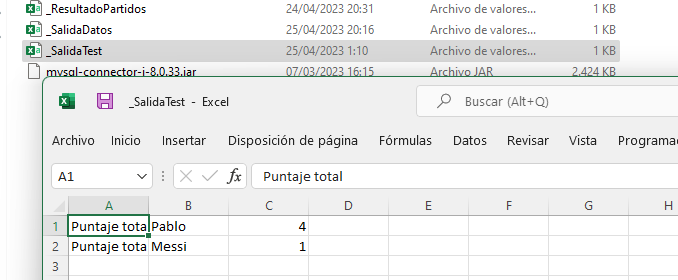 _ResultadoPartidos 24/04/2023 20:31 Archivo de valores... 1 KB
_SalidaDatos 25/04/2023 20:16 Archivo de valores... 1 KB
_SalidaTest 25/04/2023 1:10 Archivo de valores... 1 KB
mysql-connector-j-8.0.33.jar 07/03/2023 16:15 Archivo JAR 2.424 KB
_SalidaTest - Excel Buscar (Alt+Q)
Archivo Inicio Insertar Disposición de página Fórmulas Datos Revisar Vista Programa
A1 fx Puntaje total
A B C D E F G H
1 Puntaje tota Pablo 4
2 Puntaje tota Messi 1
3